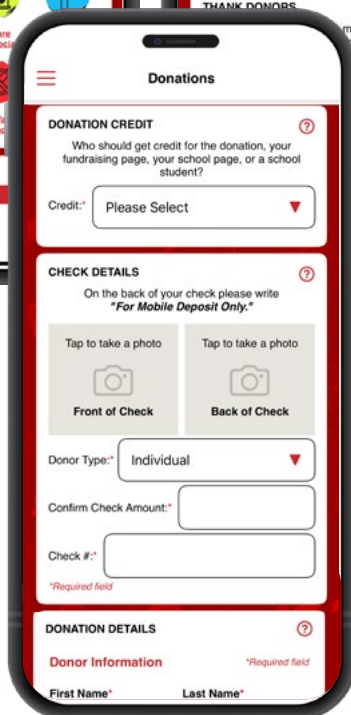 THANK DONORS
Donations
DONATION CREDIT
Who should get credit for the donation, your
fundraising page, your school page, or a school
student?
Credit:*
Please Select
CHECK DETAILS
On the back of your check please write
"For Mobile Deposit Only."
Tap to take a photo
Tap to take a photo
Front of Check
Back of Check
Donor Type:*
Individual
Confirm Check Amount:*
Check #:*
*Required field
DONATION DETAILS
Donor Information
*Required field
First Name*
Last Name*